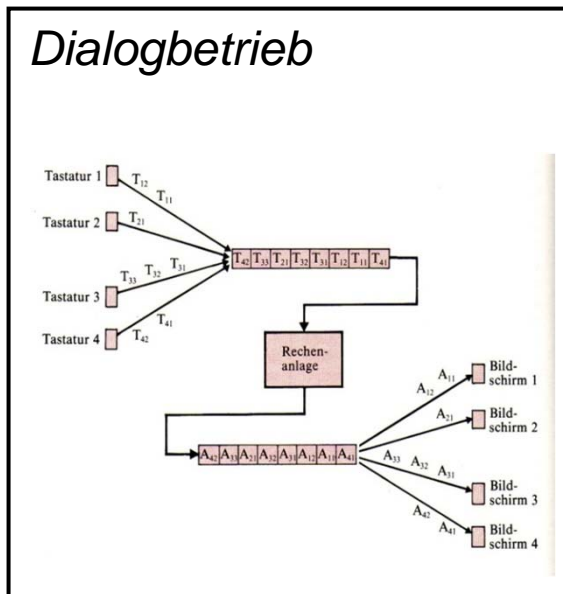 Dialogbetrieb
Tastatur 1
T₁₂
T₁₁
Tastatur 2
T₂₁
Tastatur 3
T₃₃ T₃₂ T₃₁
Tastatur 4
T₄₂
T₄₁
T₄₂ T₃₃ T₂₁ T₃₂ T₃₁ T₁₂ T₁₁ T₄₁
Rechen-
anlage
A₄₂ A₃₃ A₂₁ A₃₂ A₃₁ A₁₂ A₁₁ A₄₁
A₁₂
A₁₁
Bild-
schirm 1
A₂₁
Bild-
schirm 2
A₃₃ A₃₂ A₃₁
Bild-
schirm 3
A₄₂
A₄₁
Bild-
schirm 4